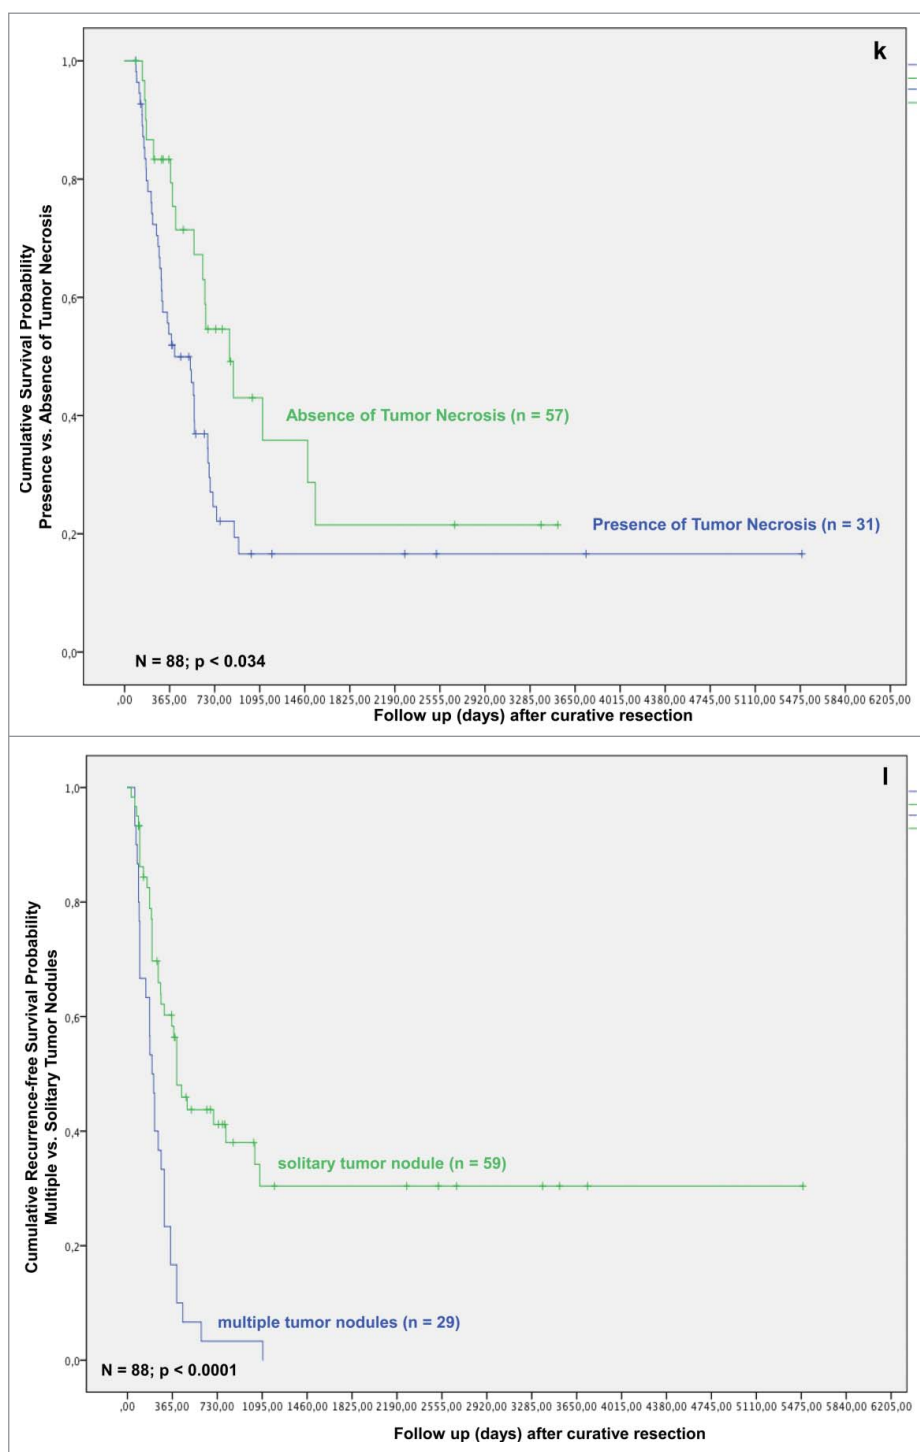 k
1,0
0,8
0,6
0,4
0,2
0,0
Cumulative Survival Probability
Presence vs. Absence of Tumor Necrosis
Absence of Tumor Necrosis (n = 57)
Presence of Tumor Necrosis (n = 31)
N = 88; p < 0.034
,00 365,00 730,00 1095,00 1460,00 1825,00 2190,00 2555,00 2920,00 3285,00 3650,00 4015,00 4380,00 4745,00 5110,00 5475,00 5840,00 6205,00
Follow up (days) after curative resection
l
1,0
0,8
0,6
0,4
0,2
0,0
Cumulative Recurrence-free Survival Probability
Multiple vs. Solitary Tumor Nodules
solitary tumor nodule (n = 59)
multiple tumor nodules (n = 29)
N = 88; p < 0.0001
,00 365,00 730,00 1095,00 1460,00 1825,00 2190,00 2555,00 2920,00 3285,00 3650,00 4015,00 4380,00 4745,00 5110,00 5475,00 5840,00 6205,00
Follow up (days) after curative resection